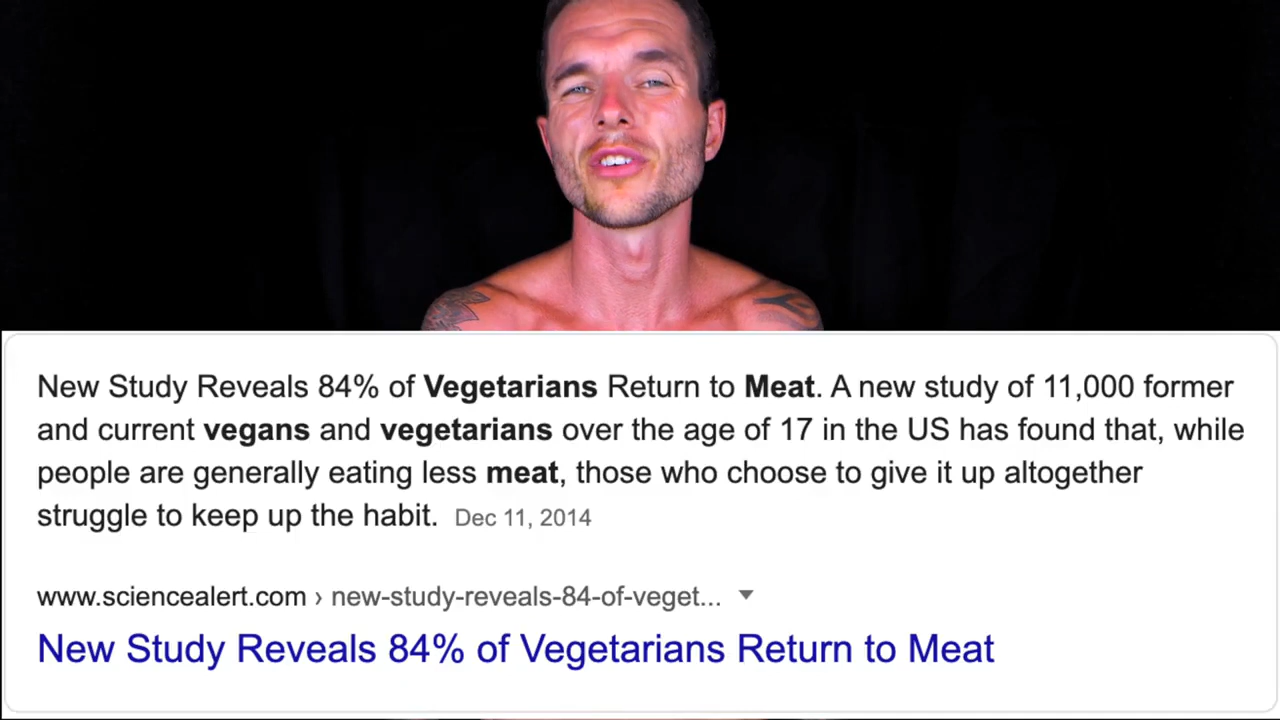 New Study Reveals 84% of Vegetarians Return to Meat. A new study of 11,000 former
and current vegans and vegetarians over the age of 17 in the US has found that, while
people are generally eating less meat, those who choose to give it up altogether
struggle to keep up the habit. Dec 11, 2014
www.sciencealert.com › new-study-reveals-84-of-veget...
New Study Reveals 84% of Vegetarians Return to Meat